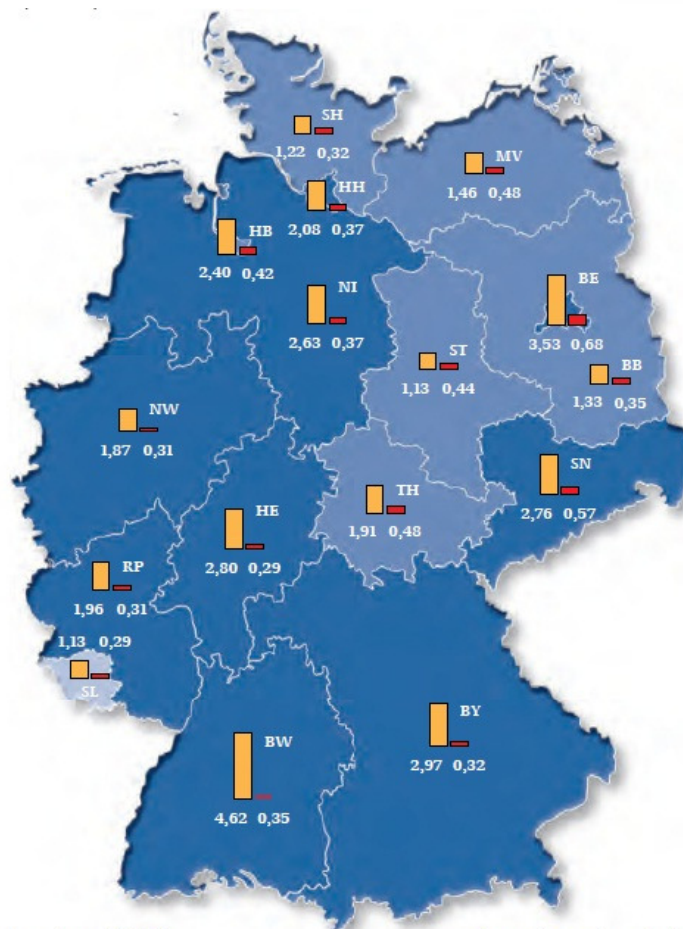 SH
1,22 0,32
MV
1,46 0,48
HH
2,08 0,37
HB
2,40 0,42
BE
3,53 0,68
NI
2,63 0,37
ST
1,13 0,44
BB
1,33 0,35
NW
1,87 0,31
SN
2,76 0,57
TH
1,91 0,48
HE
2,80 0,29
RP
1,96 0,31
1,13 0,29
SL
BY
2,97 0,32
BW
4,62 0,35